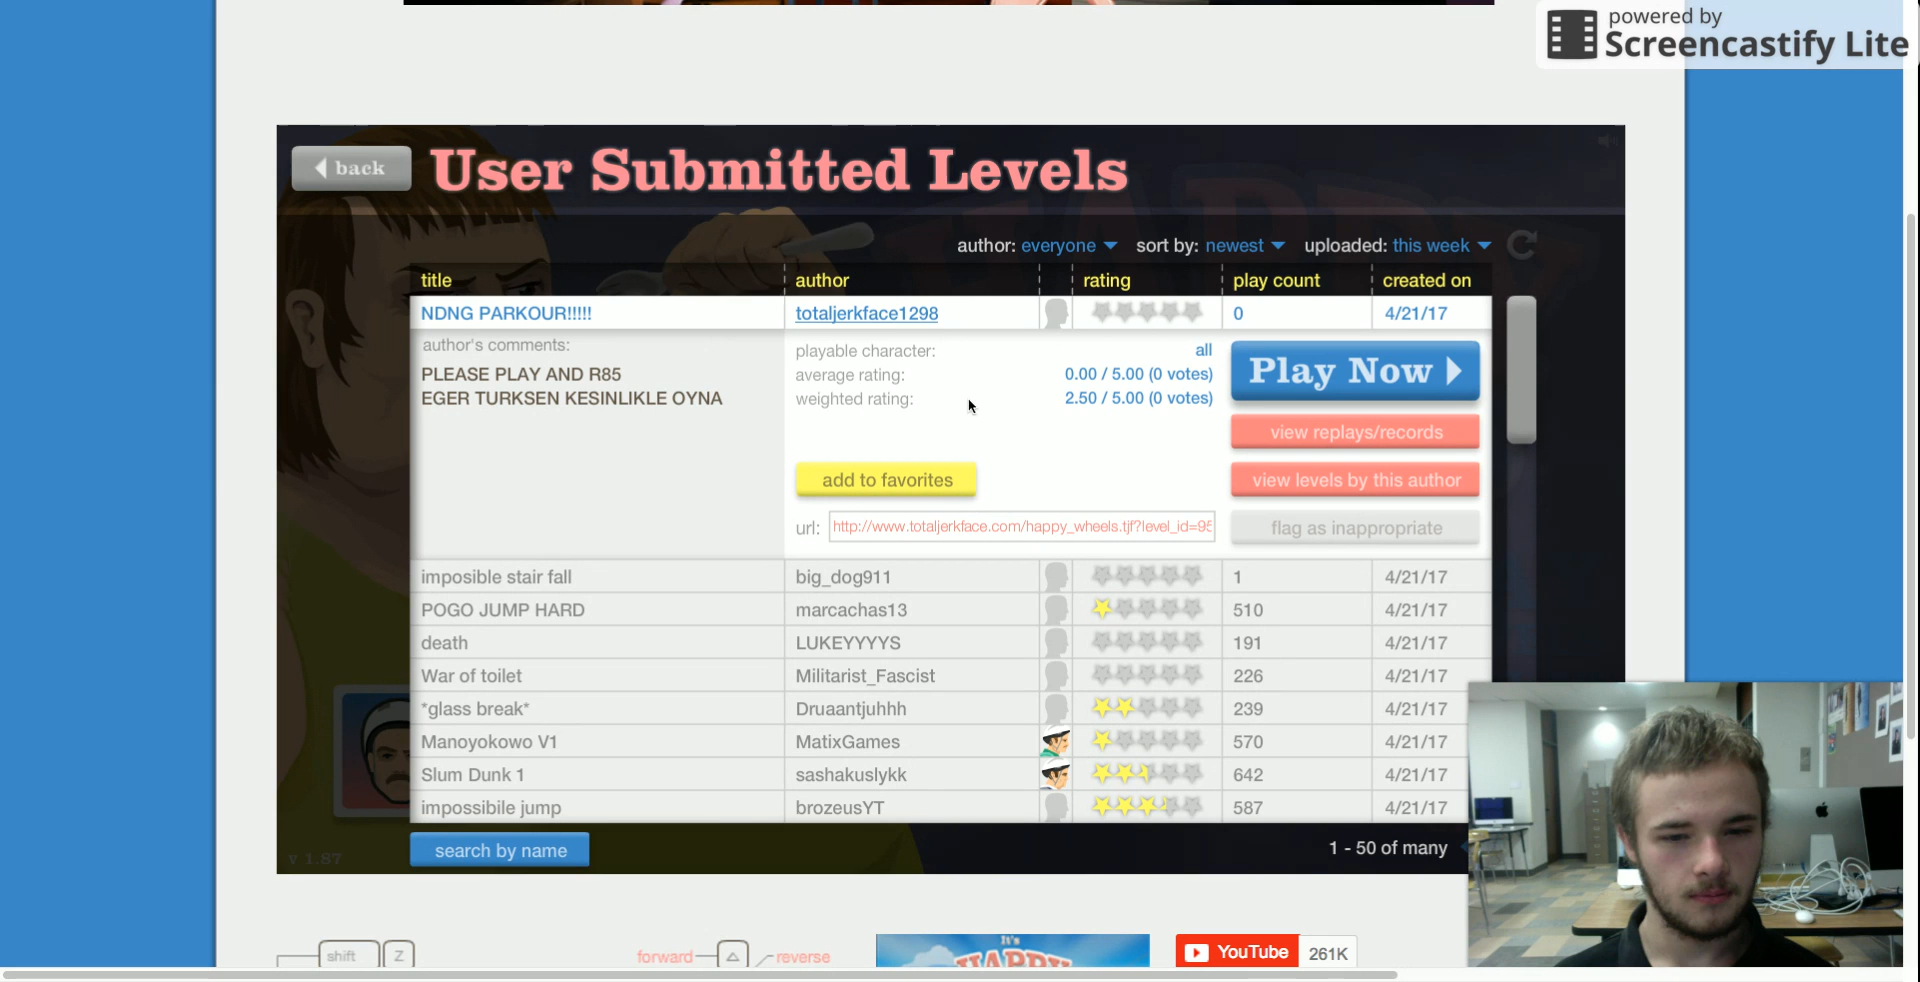 powered by
Screencastify Lite
back
User Submitted Levels
author: everyone sort by: newest uploaded: this week
title author rating play count created on
NDNG PARKOUR!!!!! totaljerkface1298 0 4/21/17
author's comments:
PLEASE PLAY AND R85
EGER TURKSEN KESINLIKLE OYNA
playable character: all
average rating: 0.00 / 5.00 (0 votes)
weighted rating: 2.50 / 5.00 (0 votes)
add to favorites
url: http://www.totaljerkface.com/happy_wheels.tjf?level_id=95
Play Now
view replays/records
view levels by this author
flag as inappropriate
imposible stair fall big_dog911 1 4/21/17
POGO JUMP HARD marcachas13 510 4/21/17
death LUKEYYYYS 191 4/21/17
War of toilet Militarist_Fascist 226 4/21/17
*glass break* Druaantjuhhh 239 4/21/17
Manoyokowo V1 MatixGames 570 4/21/17
Slum Dunk 1 sashakuslykk 642 4/21/17
impossibile jump brozeusYT 587 4/21/17
v 1.87
search by name
1 - 50 of many
shift Z
forward reverse
It's
HAPPY
YouTube 261K